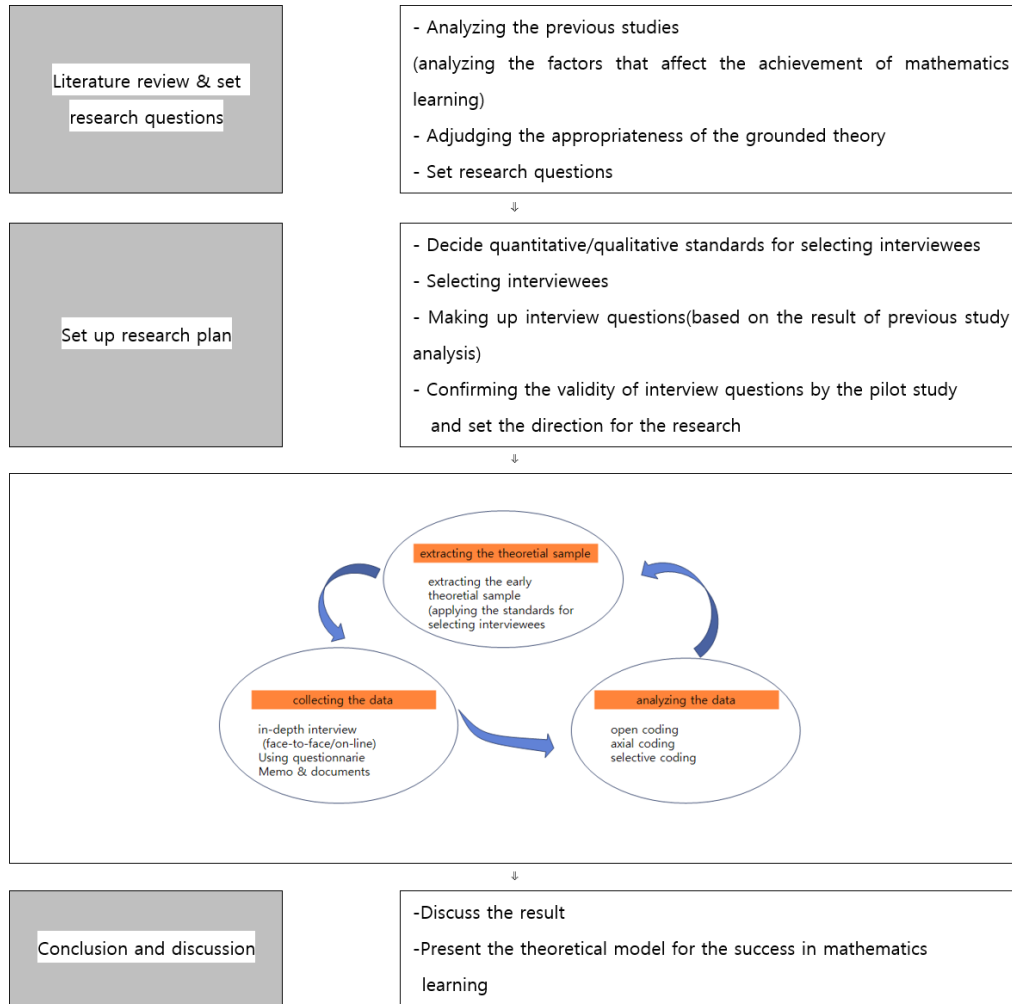 Literature review & set
research questions
- Analyzing the previous studies
(analyzing the factors that affect the achievement of mathematics
learning)
- Adjudging the appropriateness of the grounded theory
- Set research questions
⇓
Set up research plan
- Decide quantitative/qualitative standards for selecting interviewees
- Selecting interviewees
- Making up interview questions(based on the result of previous study
analysis)
- Confirming the validity of interview questions by the pilot study
and set the direction for the research
⇓
extracting the theoretial sample
extracting the early
theoretial sample
(applying the standards for
selecting interviewees
collecting the data
in-depth interview
(face-to-face/on-line)
Using questionnarie
Memo & documents
analyzing the data
open coding
axial coding
selective coding
⇓
Conclusion and discussion
-Discuss the result
-Present the theoretical model for the success in mathematics
learning